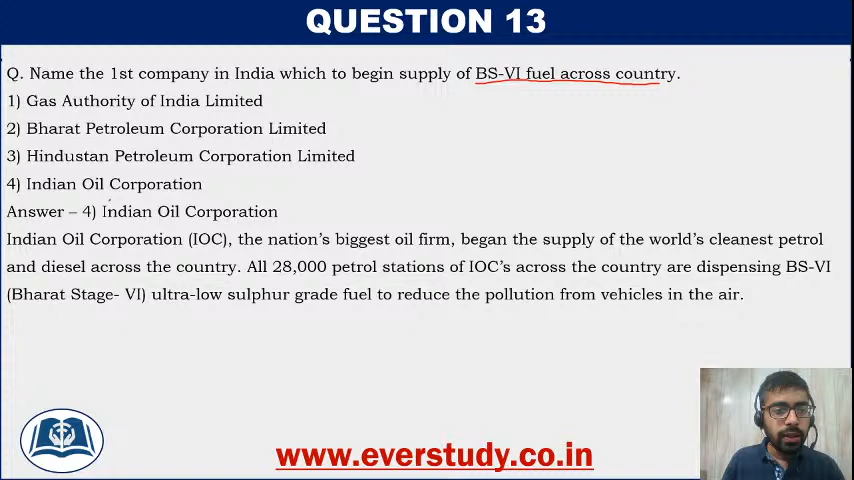 QUESTION 13
Q. Name the 1st company in India which to begin supply of BS-VI fuel across country.
1) Gas Authority of India Limited
2) Bharat Petroleum Corporation Limited
3) Hindustan Petroleum Corporation Limited
4) Indian Oil Corporation
Answer – 4) Indian Oil Corporation
Indian Oil Corporation (IOC), the nation's biggest oil firm, began the supply of the world's cleanest petrol
and diesel across the country. All 28,000 petrol stations of IOC's across the country are dispensing BS-VI
(Bharat Stage- VI) ultra-low sulphur grade fuel to reduce the pollution from vehicles in the air.
www.everstudy.co.in